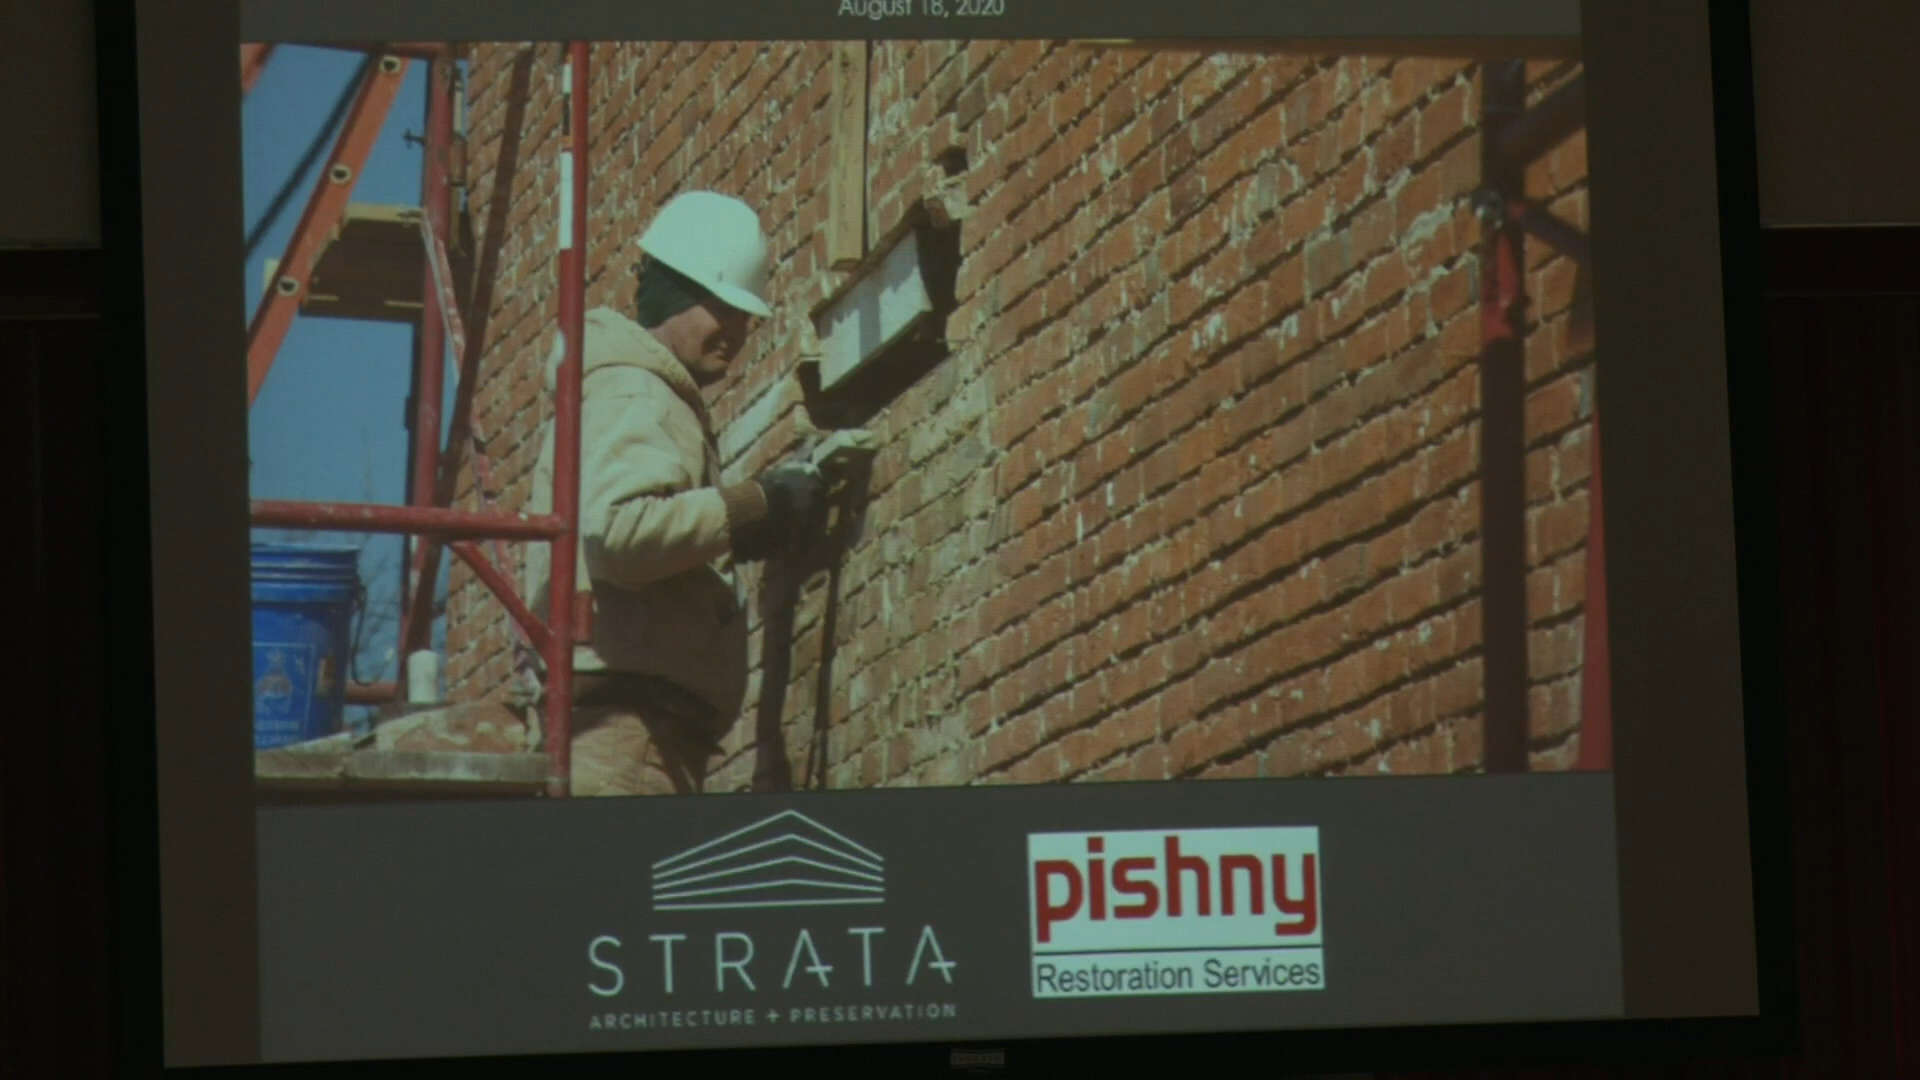 August 18, 2020
STRATA
ARCHITECTURE + PRESERVATION
pishny
Restoration Services